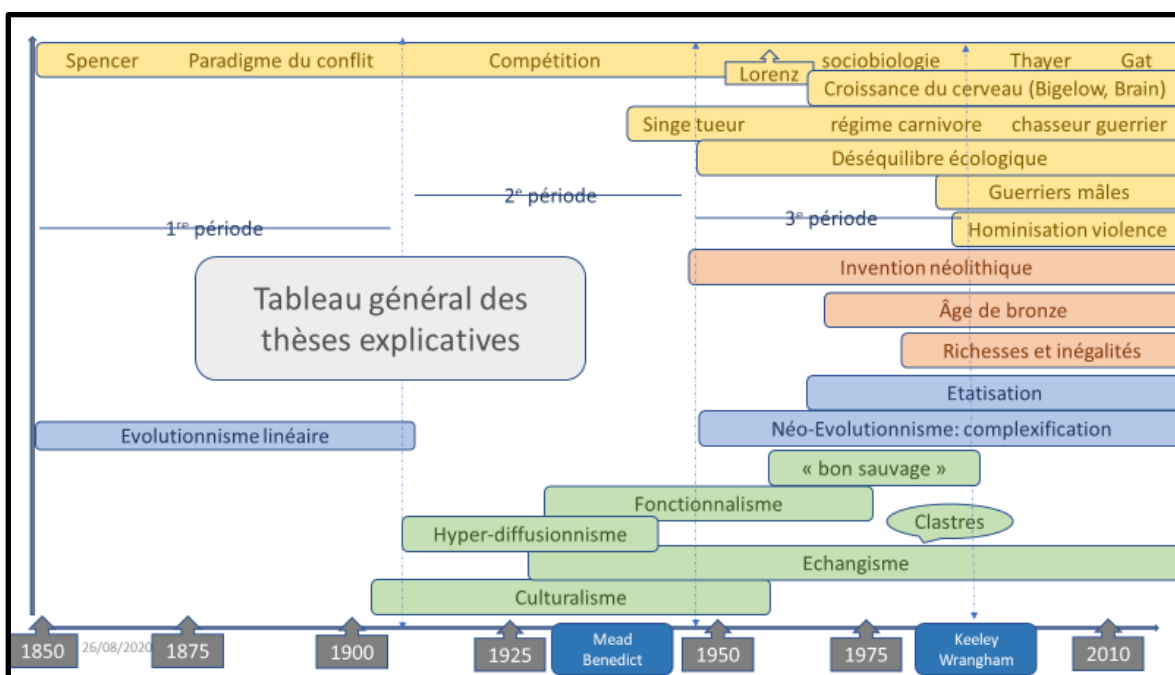 Spencer Paradigme du conflit Compétition sociobiologie Thayer Gat
Lorenz
Croissance du cerveau (Bigelow, Brain)
Singe tueur régime carnivore chasseur guerrier
Déséquilibre écologique
2e période
Guerriers mâles
1re période
3e période
Hominisation violence
Invention néolithique
Tableau général des
thèses explicatives
Âge de bronze
Richesses et inégalités
Etatisation
Evolutionnisme linéaire
Néo-Evolutionnisme: complexification
« bon sauvage »
Fonctionnalisme
Clastres
Hyper-diffusionnisme
Echangisme
Culturalisme
1850
26/08/2020
1875
1900
1925
Mead
Benedict
1950
1975
Keeley
Wrangham
2010